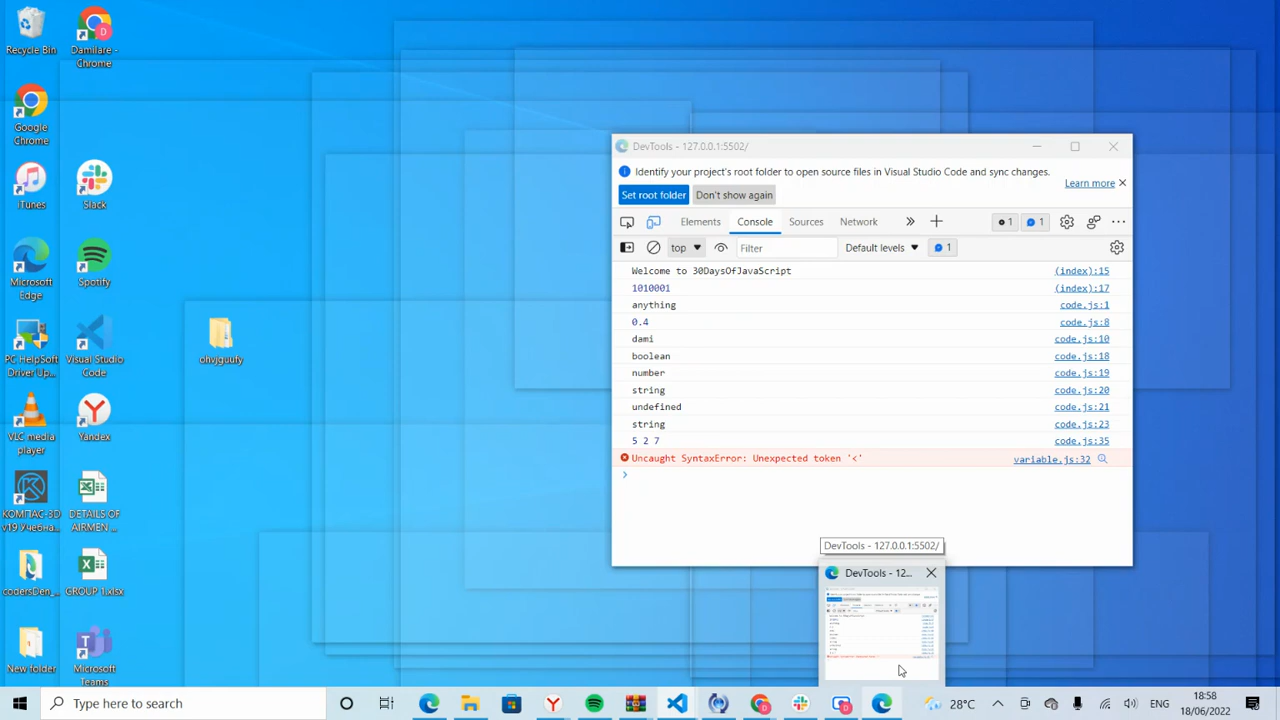 Recycle Bin
Damilare -
Chrome
Google
Chrome
iTunes
Slack
Microsoft
Edge
Spotify
PC HelpSoft
Driver Up...
Visual Studio
Code
ohvjguufy
VLC media
player
Yandex
КОМПАС-3D
v19 Учебна...
DETAILS OF
AIRMEN ...
codersDen_...
GROUP 1.xlsx
New folder
Microsoft
Teams
DevTools - 127.0.0.1:5502/
Identify your project's root folder to open source files in Visual Studio Code and sync changes.
Learn more
Set root folder
Don't show again
Elements
Console
Sources
Network
1
1
top
Filter
Default levels
1
Welcome to 30DaysOfJavaScript (index):15
1010001 (index):17
anything code.js:1
0.4 code.js:8
dami code.js:10
boolean code.js:18
number code.js:19
string code.js:20
undefined code.js:21
string code.js:23
5 2 7 code.js:35
Uncaught SyntaxError: Unexpected token '<' variable.js:32
DevTools - 127.0.0.1:5502/
DevTools - 12...
Type here to search
28°C
ENG
18:58
18/06/2022